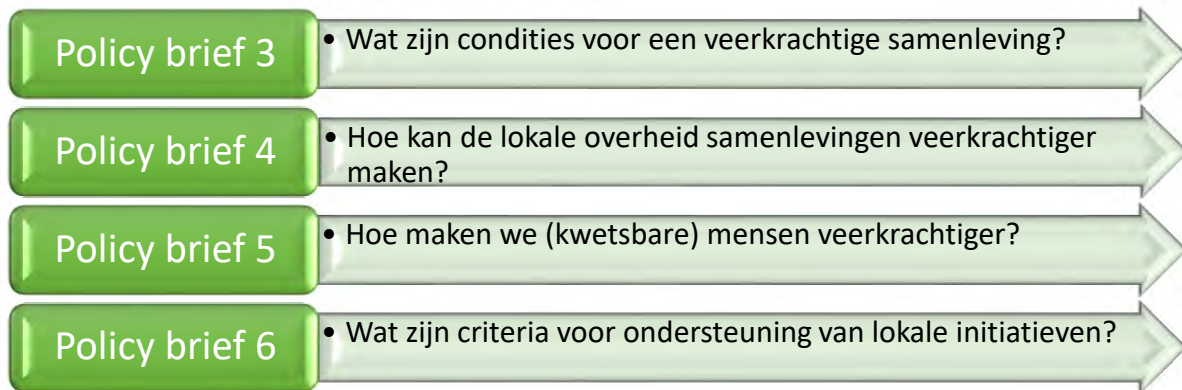 Policy brief 3
• Wat zijn condities voor een veerkrachtige samenleving?
Policy brief 4
• Hoe kan de lokale overheid samenlevingen veerkrachtiger
maken?
Policy brief 5
• Hoe maken we (kwetsbare) mensen veerkrachtiger?
Policy brief 6
• Wat zijn criteria voor ondersteuning van lokale initiatieven?